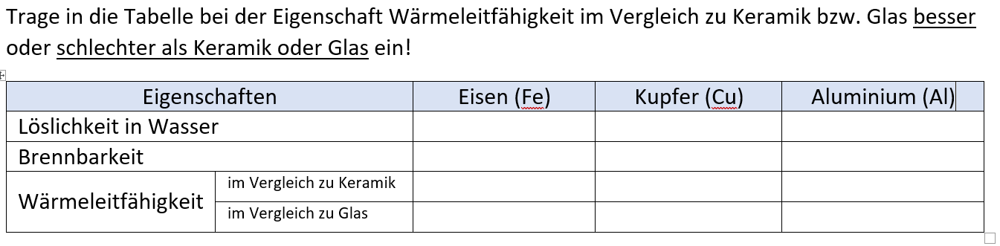 Trage in die Tabelle bei der Eigenschaft Wärmeleitfähigkeit im Vergleich zu Keramik bzw. Glas besser
oder schlechter als Keramik oder Glas ein!
Eigenschaften Eisen (Fe) Kupfer (Cu) Aluminium (Al)
Löslichkeit in Wasser
Brennbarkeit
Wärmeleitfähigkeit
im Vergleich zu Keramik
im Vergleich zu Glas